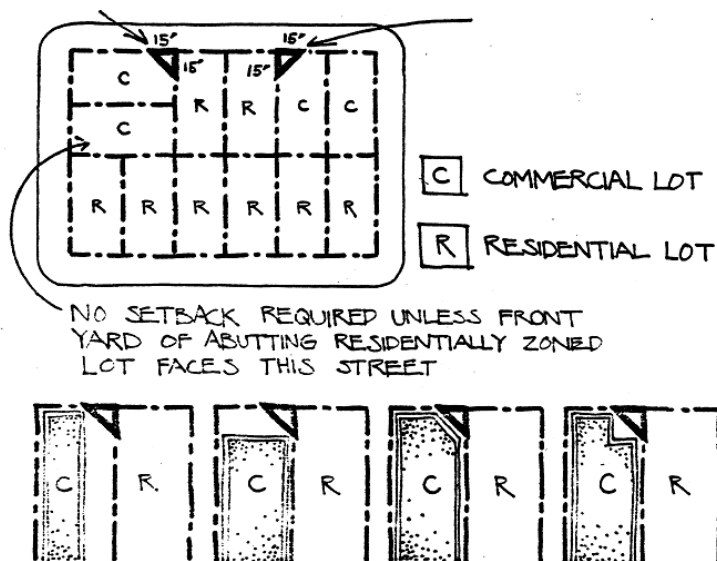 15' 15'
15' 15'
C R R C C
C
R R R R R R
C COMMERCIAL LOT
R RESIDENTIAL LOT
NO SETBACK REQUIRED UNLESS FRONT
YARD OF ABUTTING RESIDENTIALLY ZONED
LOT FACES THIS STREET
C R. C R C R C R